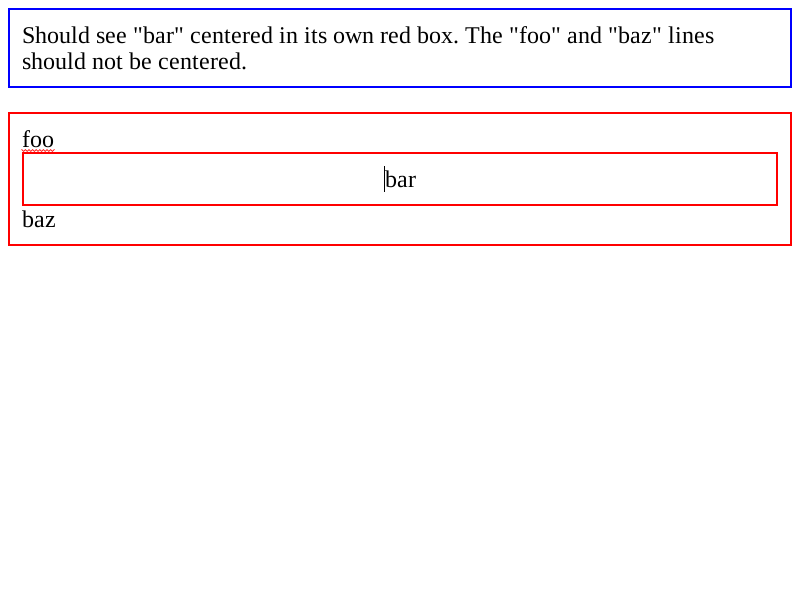 Should see "bar" centered in its own red box. The "foo" and "baz" lines
should not be centered.
foo
bar
baz